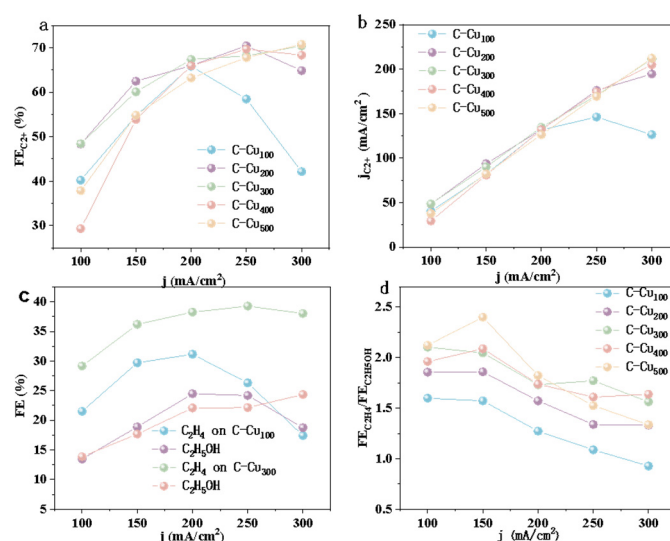 a
FE_C2+ (%)
70
60
50
40
30
C-Cu100
C-Cu200
C-Cu300
C-Cu400
C-Cu500
100 150 200 250 300
j (mA/cm²)
b
j_C2+ (mA/cm²)
250
200
150
100
50
0
C-Cu100
C-Cu200
C-Cu300
C-Cu400
C-Cu500
100 150 200 250 300
j (mA/cm²)
c
FE (%)
40
35
30
25
20
15
10
5
C₂H₄ on C-Cu100
C₂H₅OH
C₂H₄ on C-Cu300
C₂H₅OH
100 150 200 250 300
j (mA/cm²)
d
FE_C2H4/FE_C2H5OH
2.5
2.0
1.5
1.0
C-Cu100
C-Cu200
C-Cu300
C-Cu400
C-Cu500
100 150 200 250 300
j (mA/cm²)